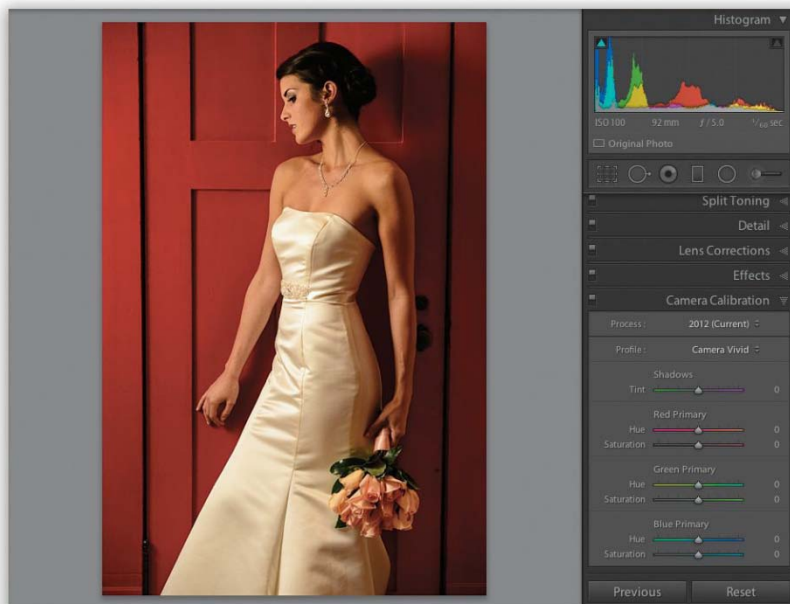 Histogram
ISO 100 92 mm f / 5.0 1/60 sec
Original Photo
Split Toning
Detail
Lens Corrections
Effects
Camera Calibration
Process : 2012 (Current)
Profile : Camera Vivid
Shadows
Tint 0
Red Primary
Hue 0
Saturation 0
Green Primary
Hue 0
Saturation 0
Blue Primary
Hue 0
Saturation 0
Previous Reset